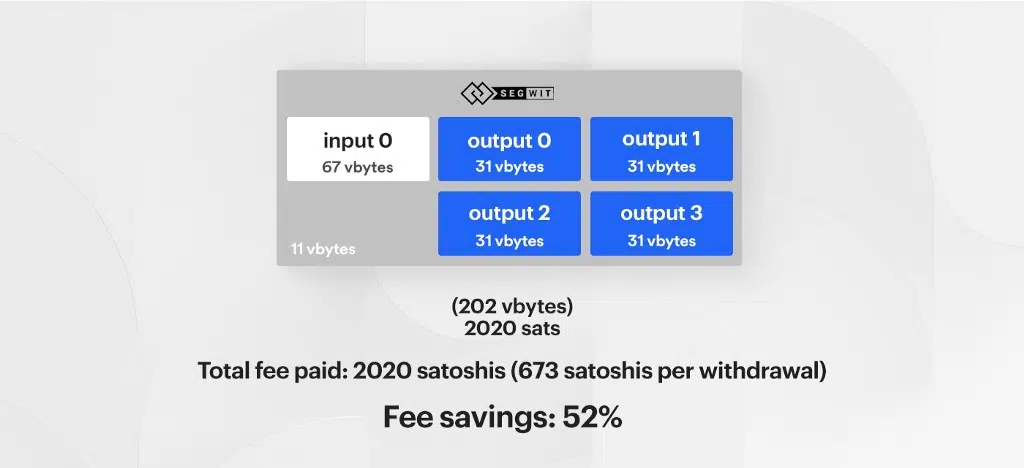 SEGWIT
input 0
67 vbytes
output 0
31 vbytes
output 1
31 vbytes
output 2
31 vbytes
output 3
31 vbytes
11 vbytes
(202 vbytes)
2020 sats
Total fee paid: 2020 satoshis (673 satoshis per withdrawal)
Fee savings: 52%